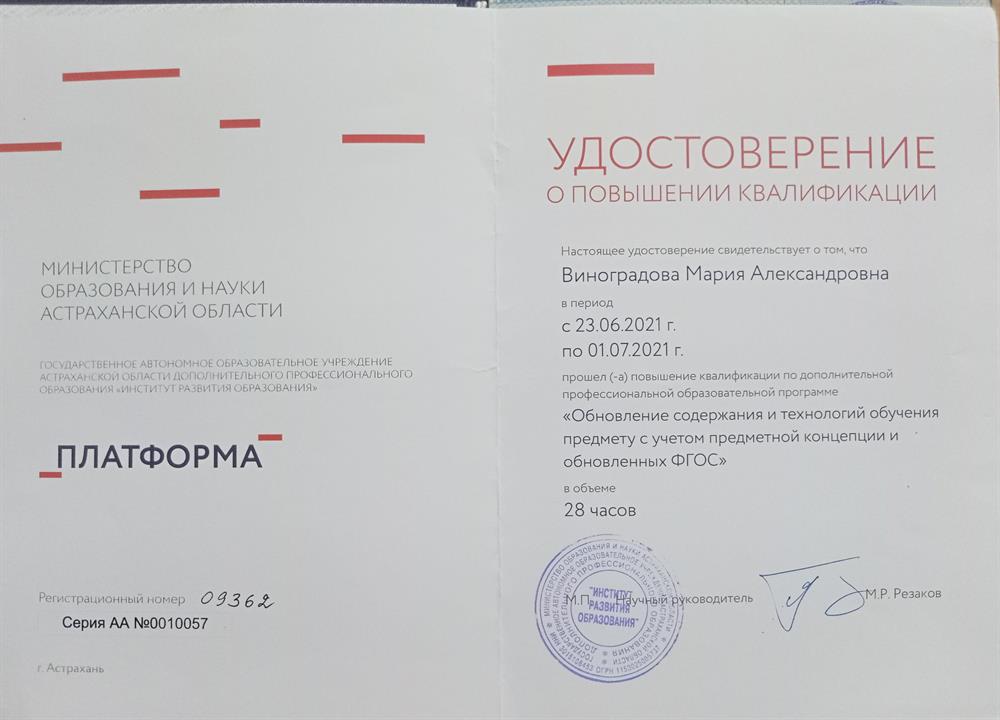 МИНИСТЕРСТВО
ОБРАЗОВАНИЯ И НАУКИ
АСТРАХАНСКОЙ ОБЛАСТИ
ГОСУДАРСТВЕННОЕ АВТОНОМНОЕ ОБРАЗОВАТЕЛЬНОЕ УЧРЕЖДЕНИЕ
АСТРАХАНСКОЙ ОБЛАСТИ ДОПОЛНИТЕЛЬНОГО ПРОФЕССИОНАЛЬНОГО
ОБРАЗОВАНИЯ «ИНСТИТУТ РАЗВИТИЯ ОБРАЗОВАНИЯ»
ПЛАТФОРМА
Регистрационный номер 09362
Серия АА №0010057
г. Астрахань
УДОСТОВЕРЕНИЕ
О ПОВЫШЕНИИ КВАЛИФИКАЦИИ
Настоящее удостоверение свидетельствует о том, что
Виноградова Мария Александровна
в период
с 23.06.2021 г.
по 01.07.2021 г.
прошел (-а) повышение квалификации по дополнительной
профессиональной образовательной программе
«Обновление содержания и технологий обучения
предмету с учетом предметной концепции и
обновленных ФГОС»
в объеме
28 часов
М.П. Научный руководитель
М.Р. Резаков
"ИНСТИТУТ
РАЗВИТИЯ
ОБРАЗОВАНИЯ"